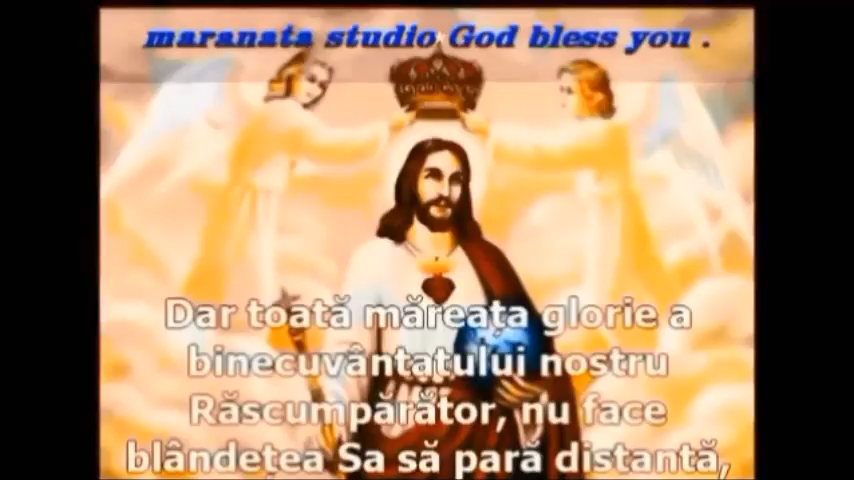 maranata studio God bless you .
Dar toată măreața glorie a
binecuvântatului nostru
Răscumpărător, nu face
blândețea Sa să pară distantă,